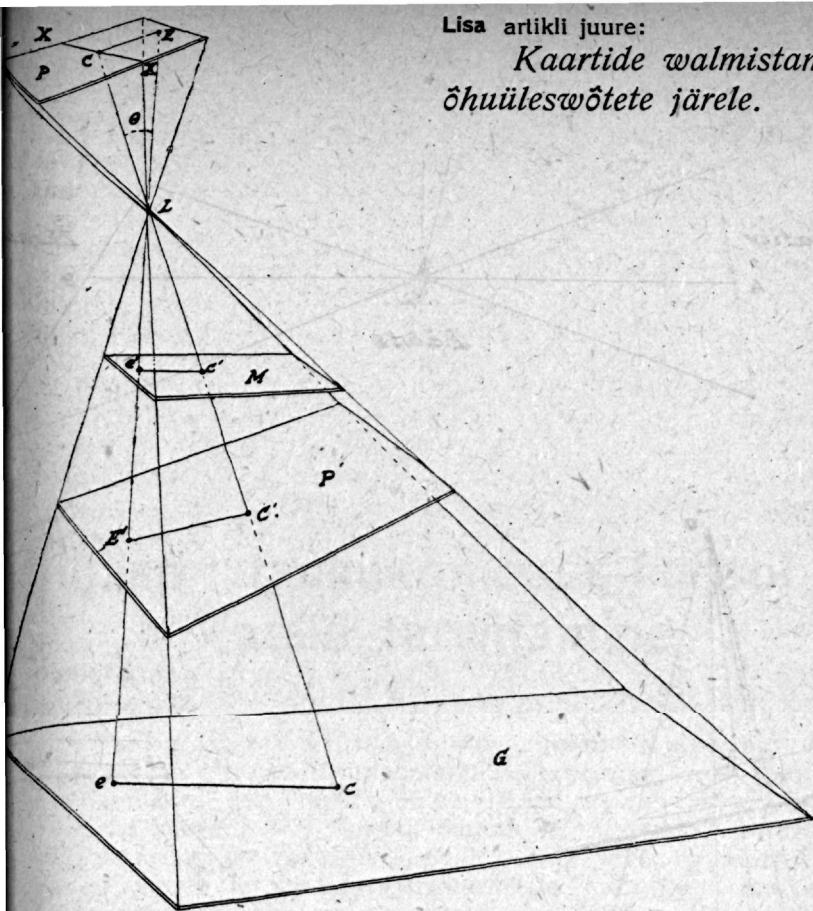 Lisa artikli juure:
Kaartide walmistam
õhuüleswõtete järele.
X
P
C
E
X
θ
L
e'
c'
M
P'
E'
C'
G
e
c